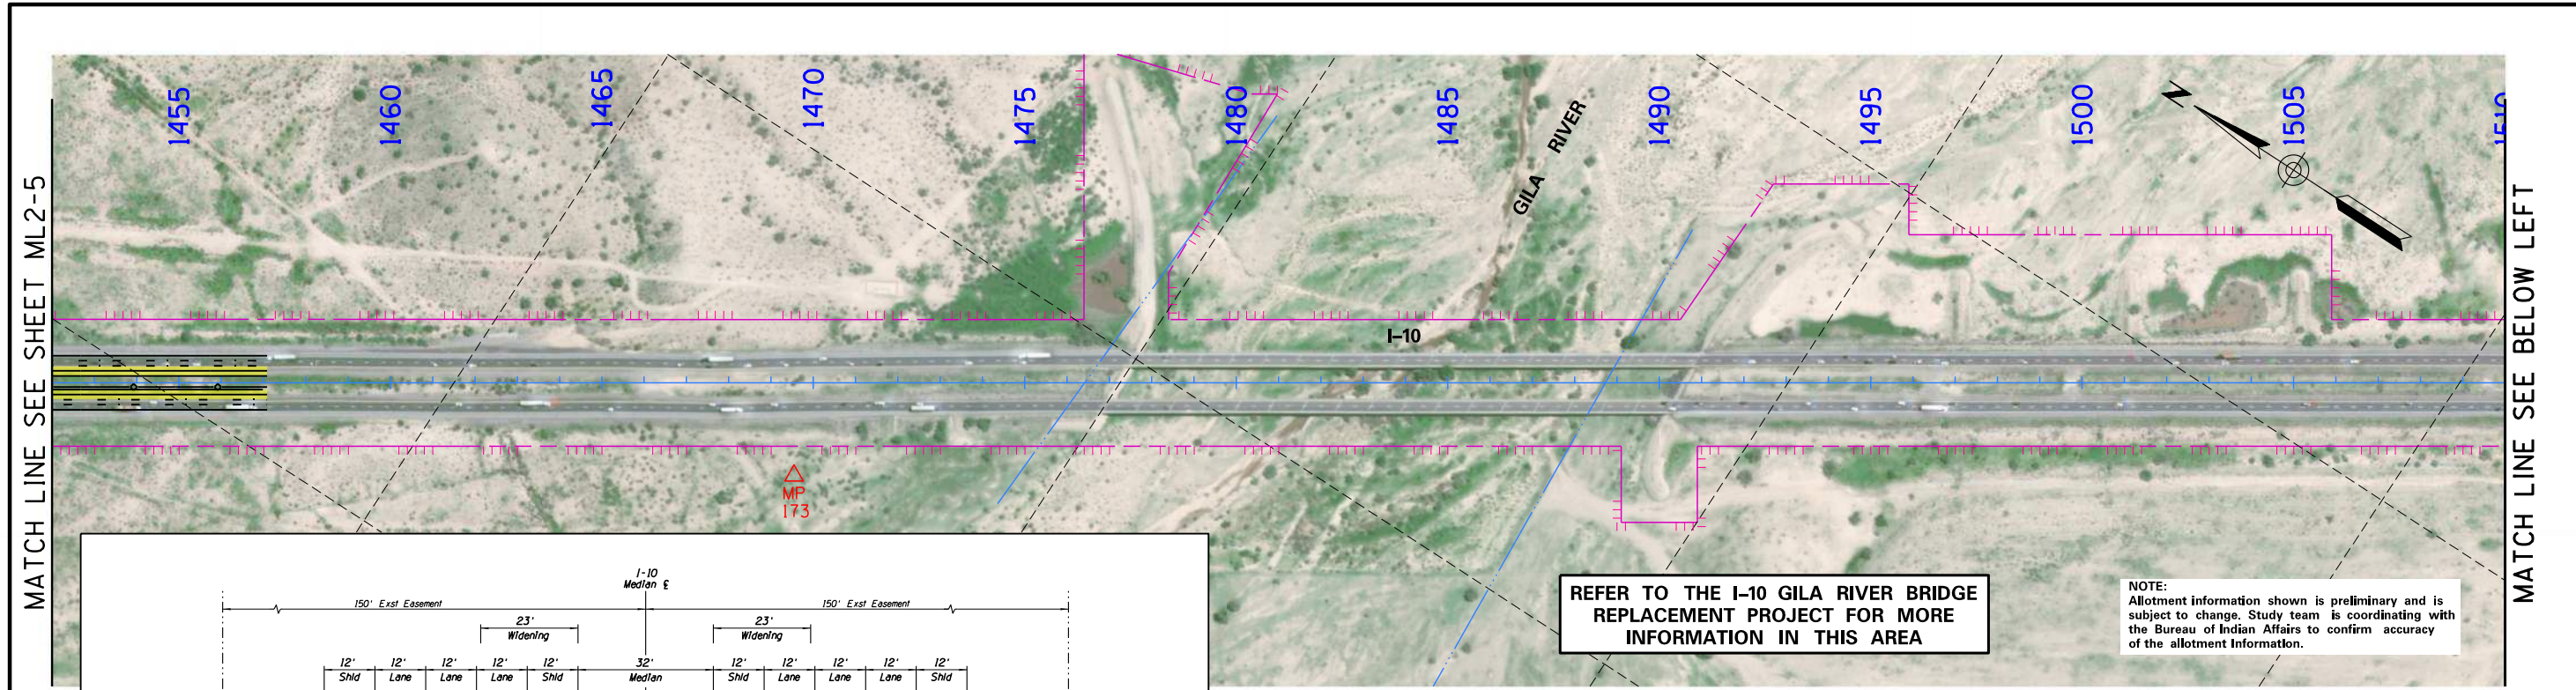 MATCH LINE SEE SHEET ML2-5
1455
1460
1465
1470
1475
1480
1485
1490
1495
1500
1505
1510
N
GILA RIVER
I-10
MP
173
MATCH LINE SEE BELOW LEFT
I-10
Median ℄
150' Exst Easement
150' Exst Easement
23'
Widening
23'
Widening
12' 12' 12' 12' 12' 32' 12' 12' 12' 12' 12'
Shld Lane Lane Lane Shld Median Shld Lane Lane Lane Shld
REFER TO THE I-10 GILA RIVER BRIDGE
REPLACEMENT PROJECT FOR MORE
INFORMATION IN THIS AREA
NOTE:
Allotment information shown is preliminary and is
subject to change. Study team is coordinating with
the Bureau of Indian Affairs to confirm accuracy
of the allotment Information.